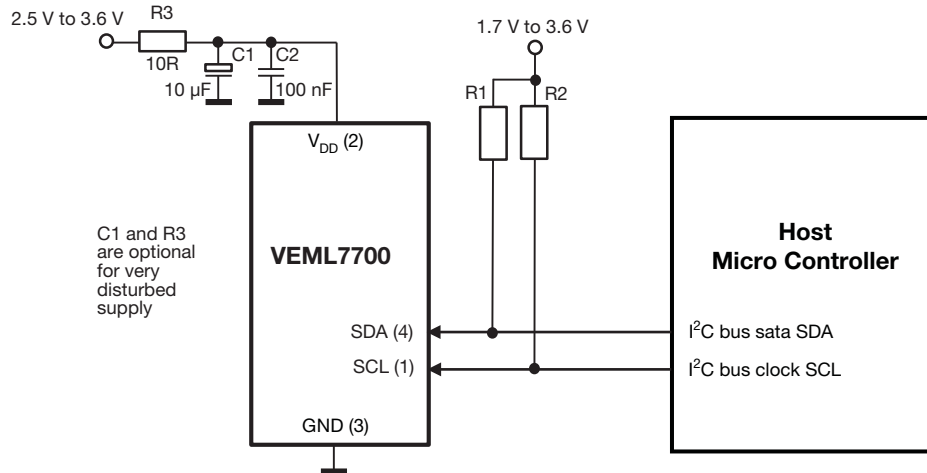 2.5 V to 3.6 V
R3
10R
C1
10 µF
C2
100 nF
1.7 V to 3.6 V
R1
R2
V_DD (2)
C1 and R3
are optional
for very
disturbed
supply
VEML7700
SDA (4)
SCL (1)
GND (3)
Host
Micro Controller
I²C bus sata SDA
I²C bus clock SCL